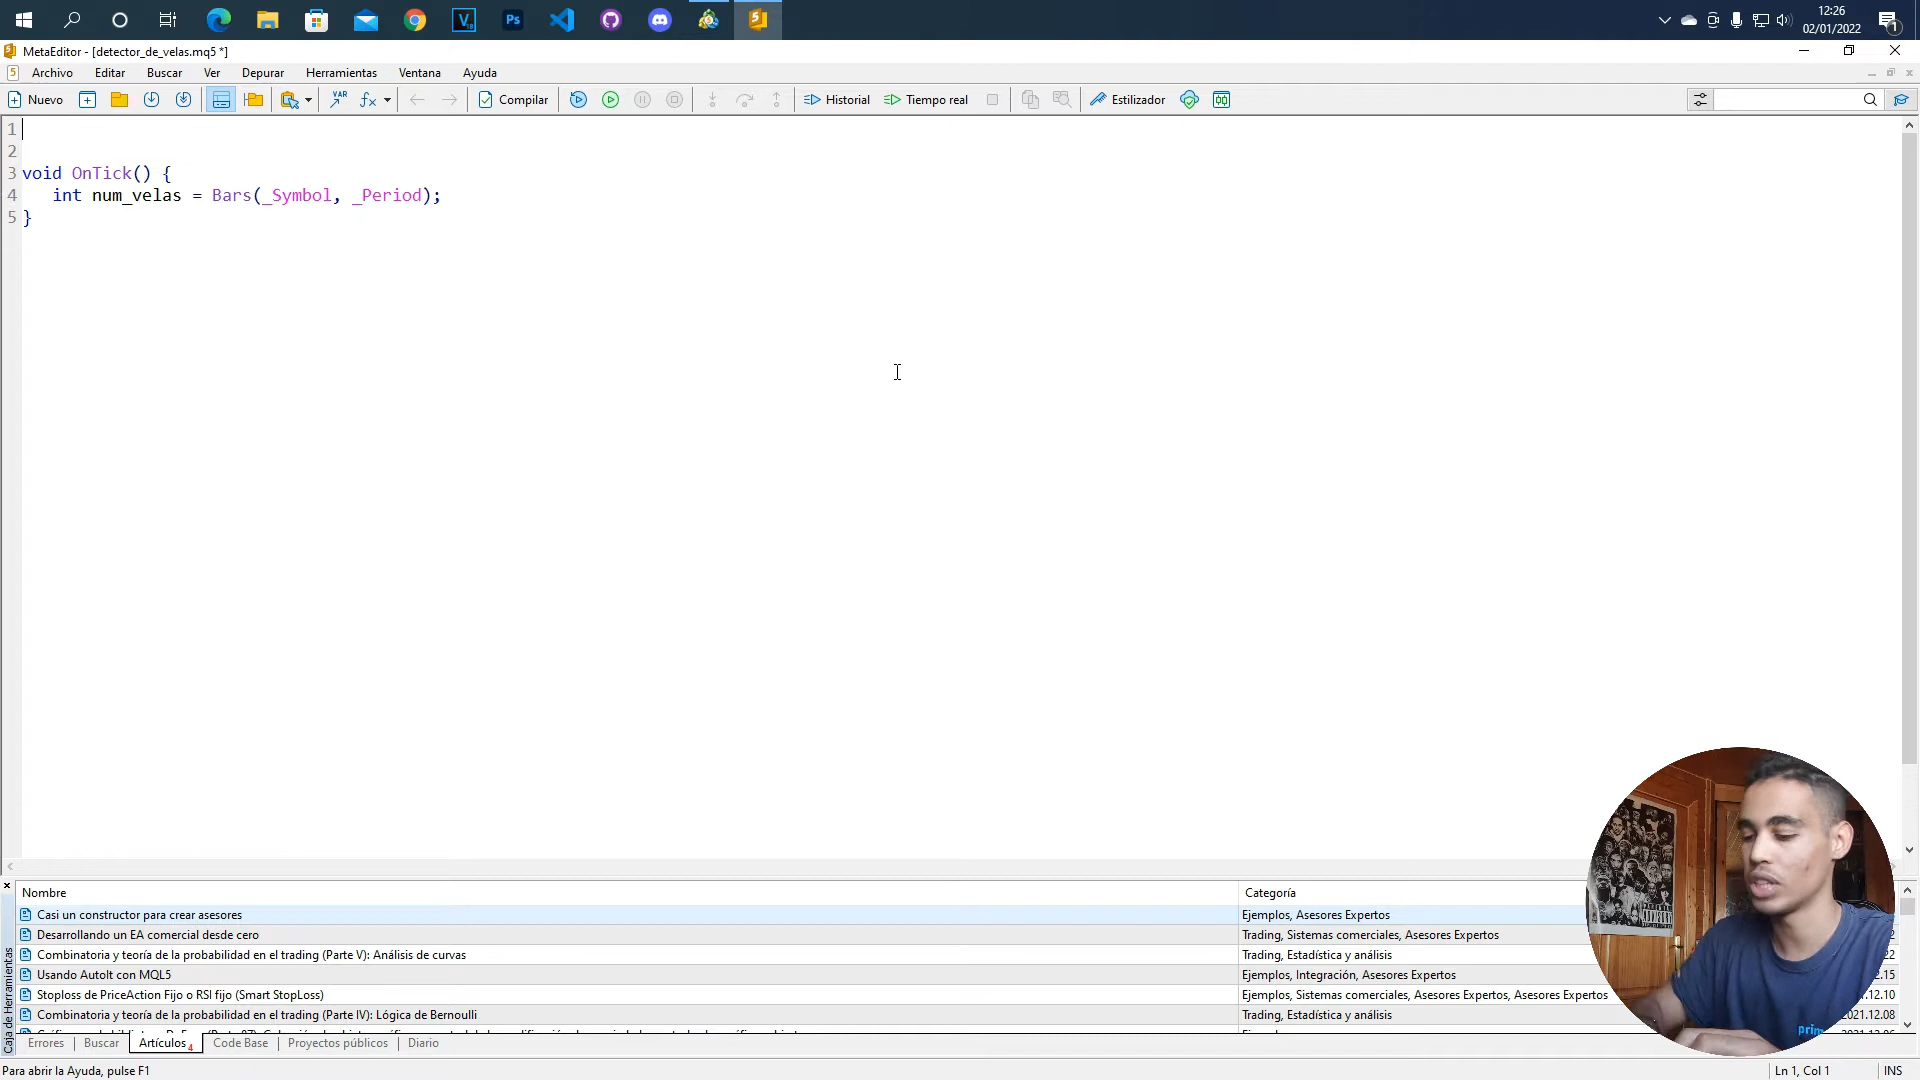 12:26
02/01/2022
MetaEditor - [detector_de_velas.mq5 *]
Archivo Editar Buscar Ver Depurar Herramientas Ventana Ayuda
Nuevo Compilar Historial Tiempo real Estilizador
1
2
3 void OnTick() {
4 int num_velas = Bars(_Symbol, _Period);
5 }
Nombre Categoría
Casi un constructor para crear asesores Ejemplos, Asesores Expertos
Desarrollando un EA comercial desde cero Trading, Sistemas comerciales, Asesores Expertos
Combinatoria y teoría de la probabilidad en el trading (Parte V): Análisis de curvas Trading, Estadística y análisis
Usando AutoIt con MQL5 Ejemplos, Integración, Asesores Expertos
Stoploss de PriceAction Fijo o RSI fijo (Smart StopLoss) Ejemplos, Sistemas comerciales, Asesores Expertos, Asesores Expertos
Combinatoria y teoría de la probabilidad en el trading (Parte IV): Lógica de Bernoulli Trading, Estadística y análisis 2021.12.08
Caja de Herramientas
Errores Buscar Artículos 4 Code Base Proyectos públicos Diario
Para abrir la Ayuda, pulse F1 Ln 1, Col 1 INS